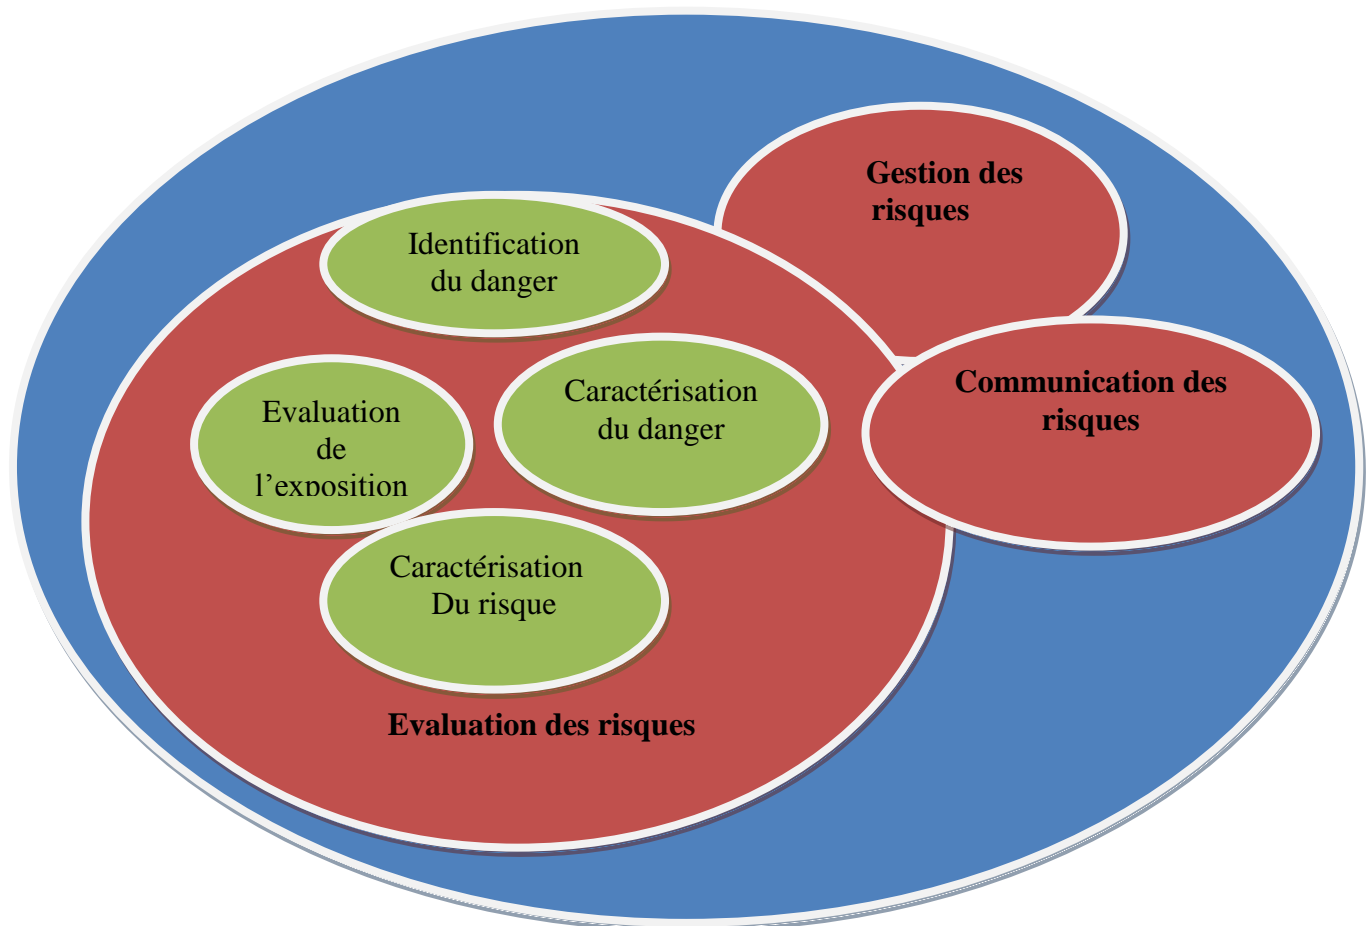 Gestion des
risques
Identification
du danger
Communication des
risques
Caractérisation
du danger
Evaluation
de
l’exposition
Caractérisation
Du risque
Evaluation des risques